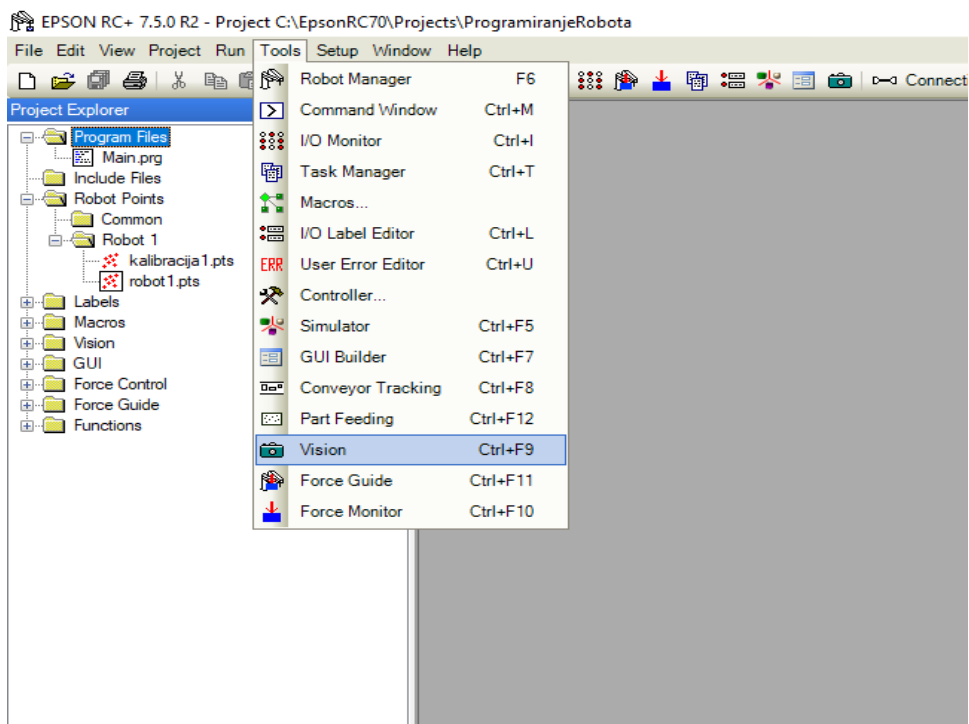 EPSON RC+ 7.5.0 R2 - Project C:\EpsonRC70\Projects\ProgramiranjeRobota
File Edit View Project Run Tools Setup Window Help
Connect
Project Explorer
Program Files
Main.prg
Include Files
Robot Points
Common
Robot 1
kalibracija1.pts
robot1.pts
Labels
Macros
Vision
GUI
Force Control
Force Guide
Functions
Robot Manager F6
Command Window Ctrl+M
I/O Monitor Ctrl+I
Task Manager Ctrl+T
Macros...
I/O Label Editor Ctrl+L
ERR User Error Editor Ctrl+U
Controller...
Simulator Ctrl+F5
GUI Builder Ctrl+F7
Conveyor Tracking Ctrl+F8
Part Feeding Ctrl+F12
Vision Ctrl+F9
Force Guide Ctrl+F11
Force Monitor Ctrl+F10